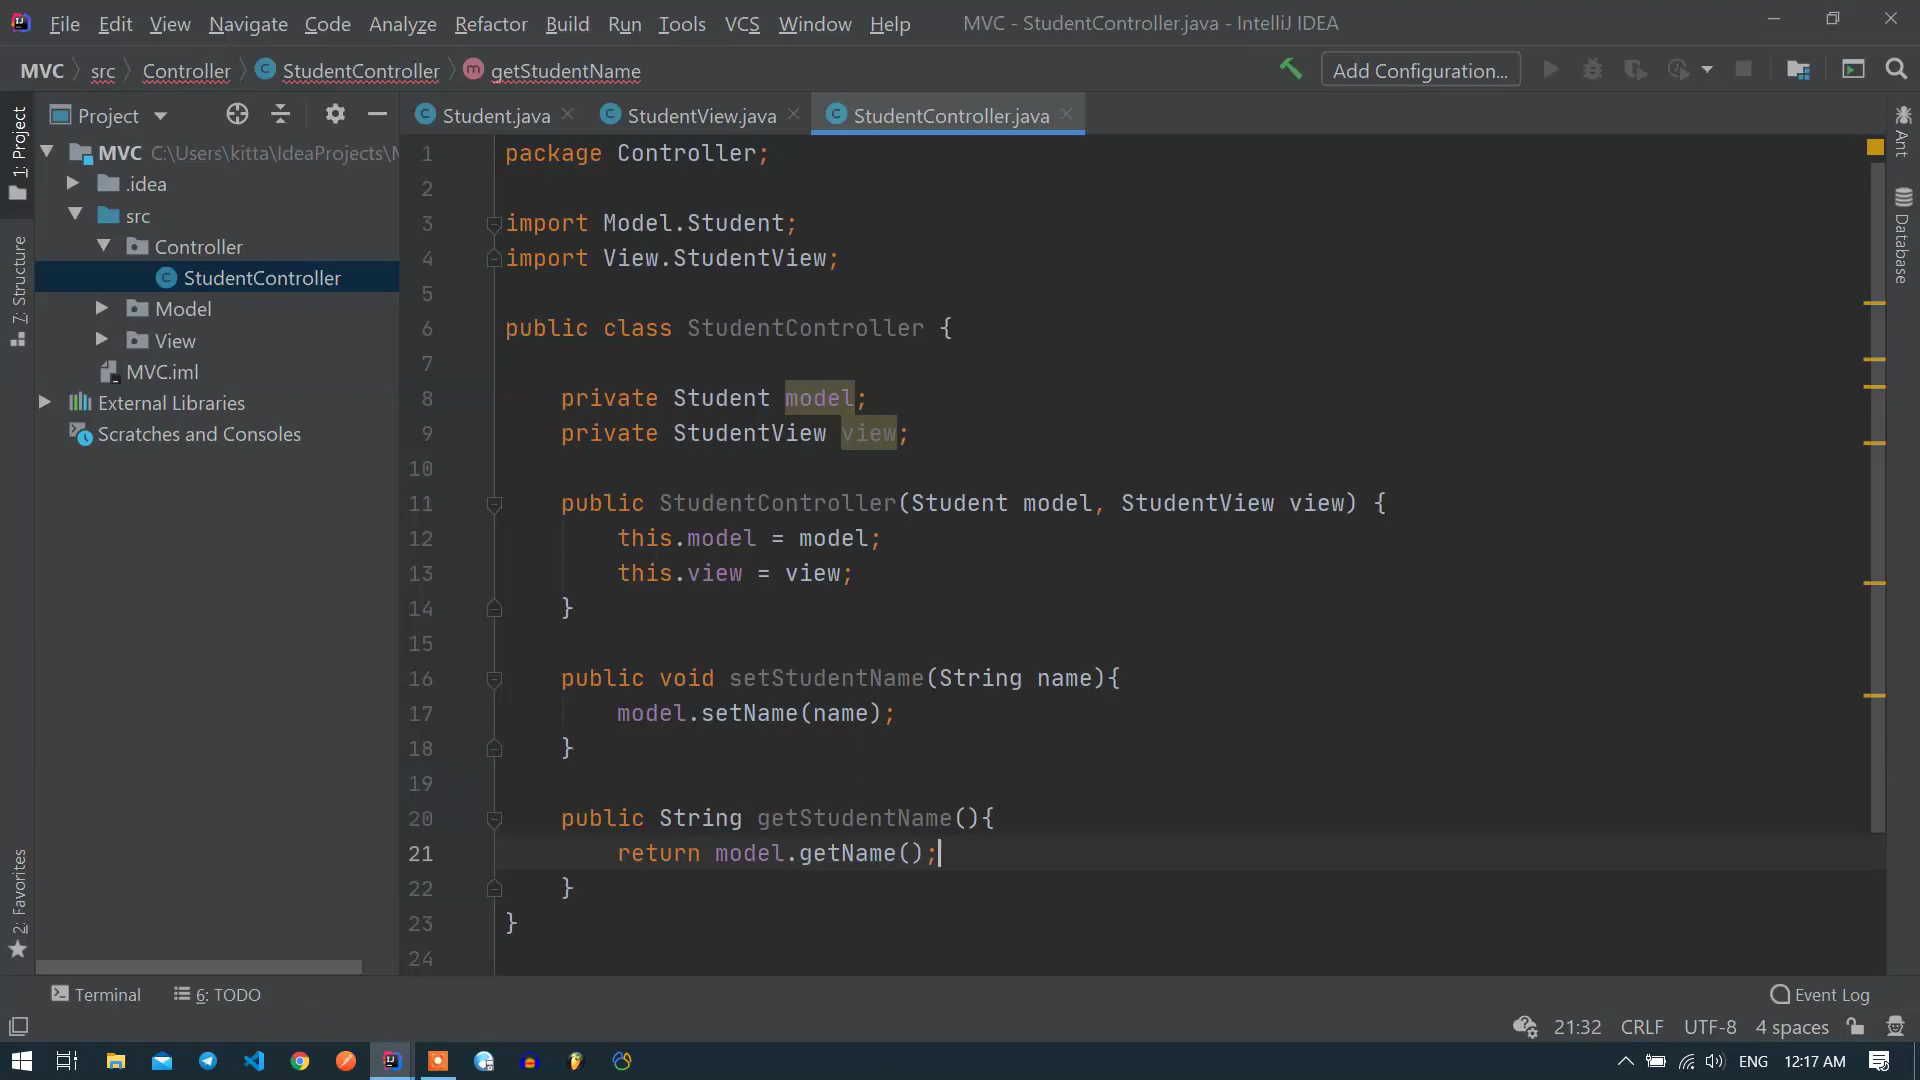 File Edit View Navigate Code Analyze Refactor Build Run Tools VCS Window Help MVC - StudentController.java - IntelliJ IDEA
MVC src Controller StudentController getStudentName Add Configuration...
1: Project
7: Structure
2: Favorites
Project
MVC C:\Users\kitta\IdeaProjects\
.idea
src
Controller
StudentController
Model
View
MVC.iml
External Libraries
Scratches and Consoles
Student.java StudentView.java StudentController.java
1 package Controller;
2
3 import Model.Student;
4 import View.StudentView;
5
6 public class StudentController {
7
8 private Student model;
9 private StudentView view;
10
11 public StudentController(Student model, StudentView view) {
12 this.model = model;
13 this.view = view;
14 }
15
16 public void setStudentName(String name){
17 model.setName(name);
18 }
19
20 public String getStudentName(){
21 return model.getName();
22 }
23 }
24
Ant
Database
Terminal 6: TODO Event Log
21:32 CRLF UTF-8 4 spaces
ENG 12:17 AM